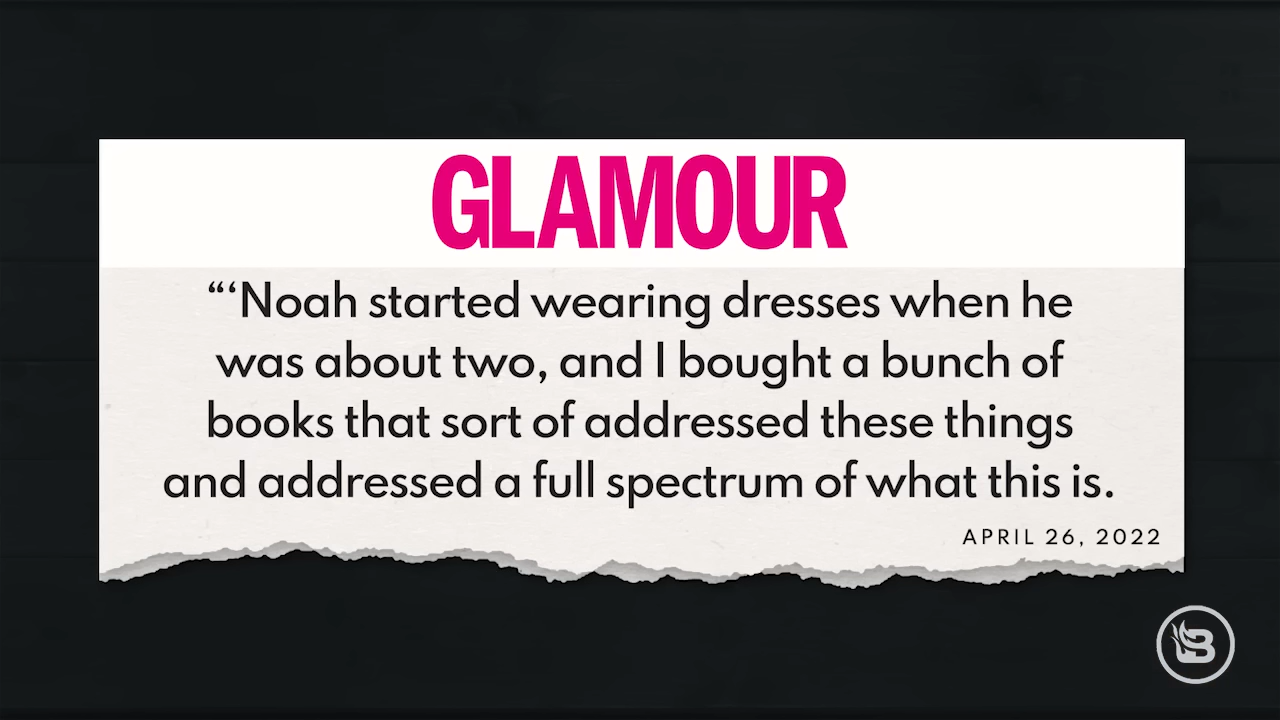 GLAMOUR
“‘Noah started wearing dresses when he
was about two, and I bought a bunch of
books that sort of addressed these things
and addressed a full spectrum of what this is.
APRIL 26, 2022
B